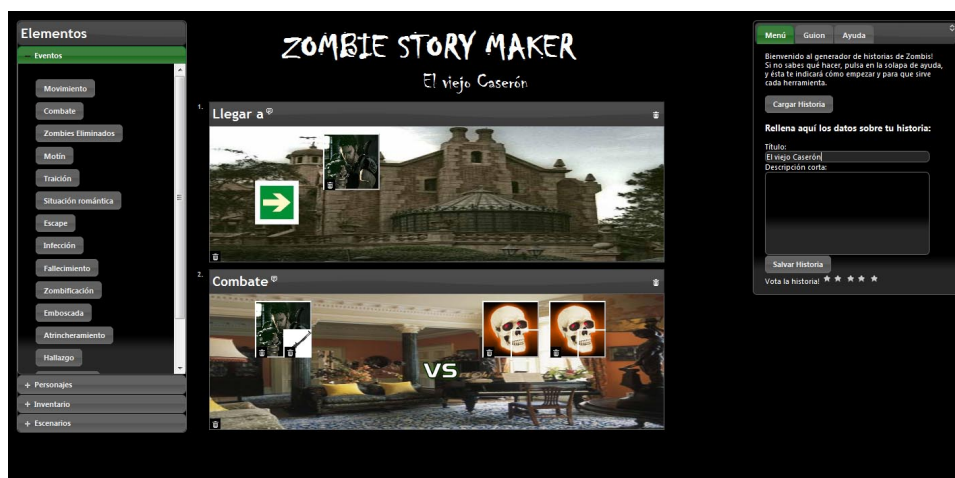 Elementos
− Eventos
Movimiento
Combate
Zombies Eliminados
Motín
Traición
Situación romántica
Escape
Infección
Fallecimiento
Zombificación
Emboscada
Atrincheramiento
Hallazgo
+ Personajes
+ Inventario
+ Escenarios
ZOMBIE STORY MAKER
El viejo Caserón
1.
Llegar a
2.
Combate
VS
Menú Guion Ayuda
Bienvenido al generador de historias de Zombis!
Si no sabes qué hacer, pulsa en la solapa de ayuda,
y ésta te indicará cómo empezar y para que sirve
cada herramienta.
Cargar Historia
Rellena aquí los datos sobre tu historia:
Título:
El viejo Caserón
Descripción corta:
Salvar Historia
Vota la historia!